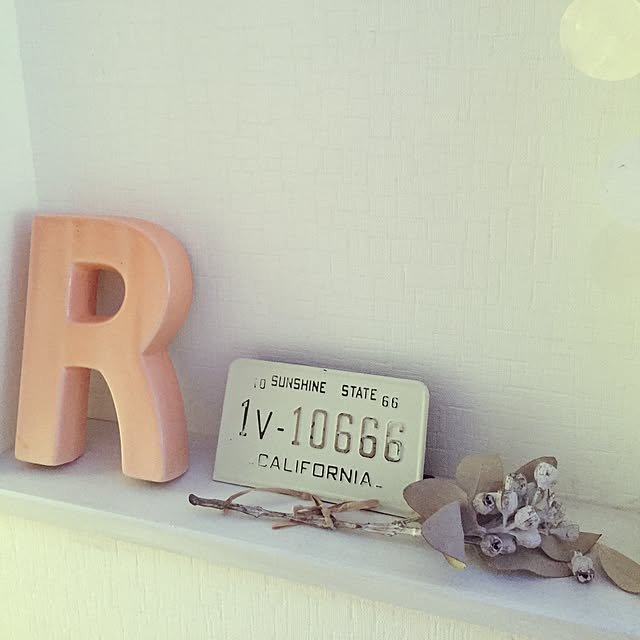 R
10 SUNSHINE STATE 66
1V-10666
CALIFORNIA